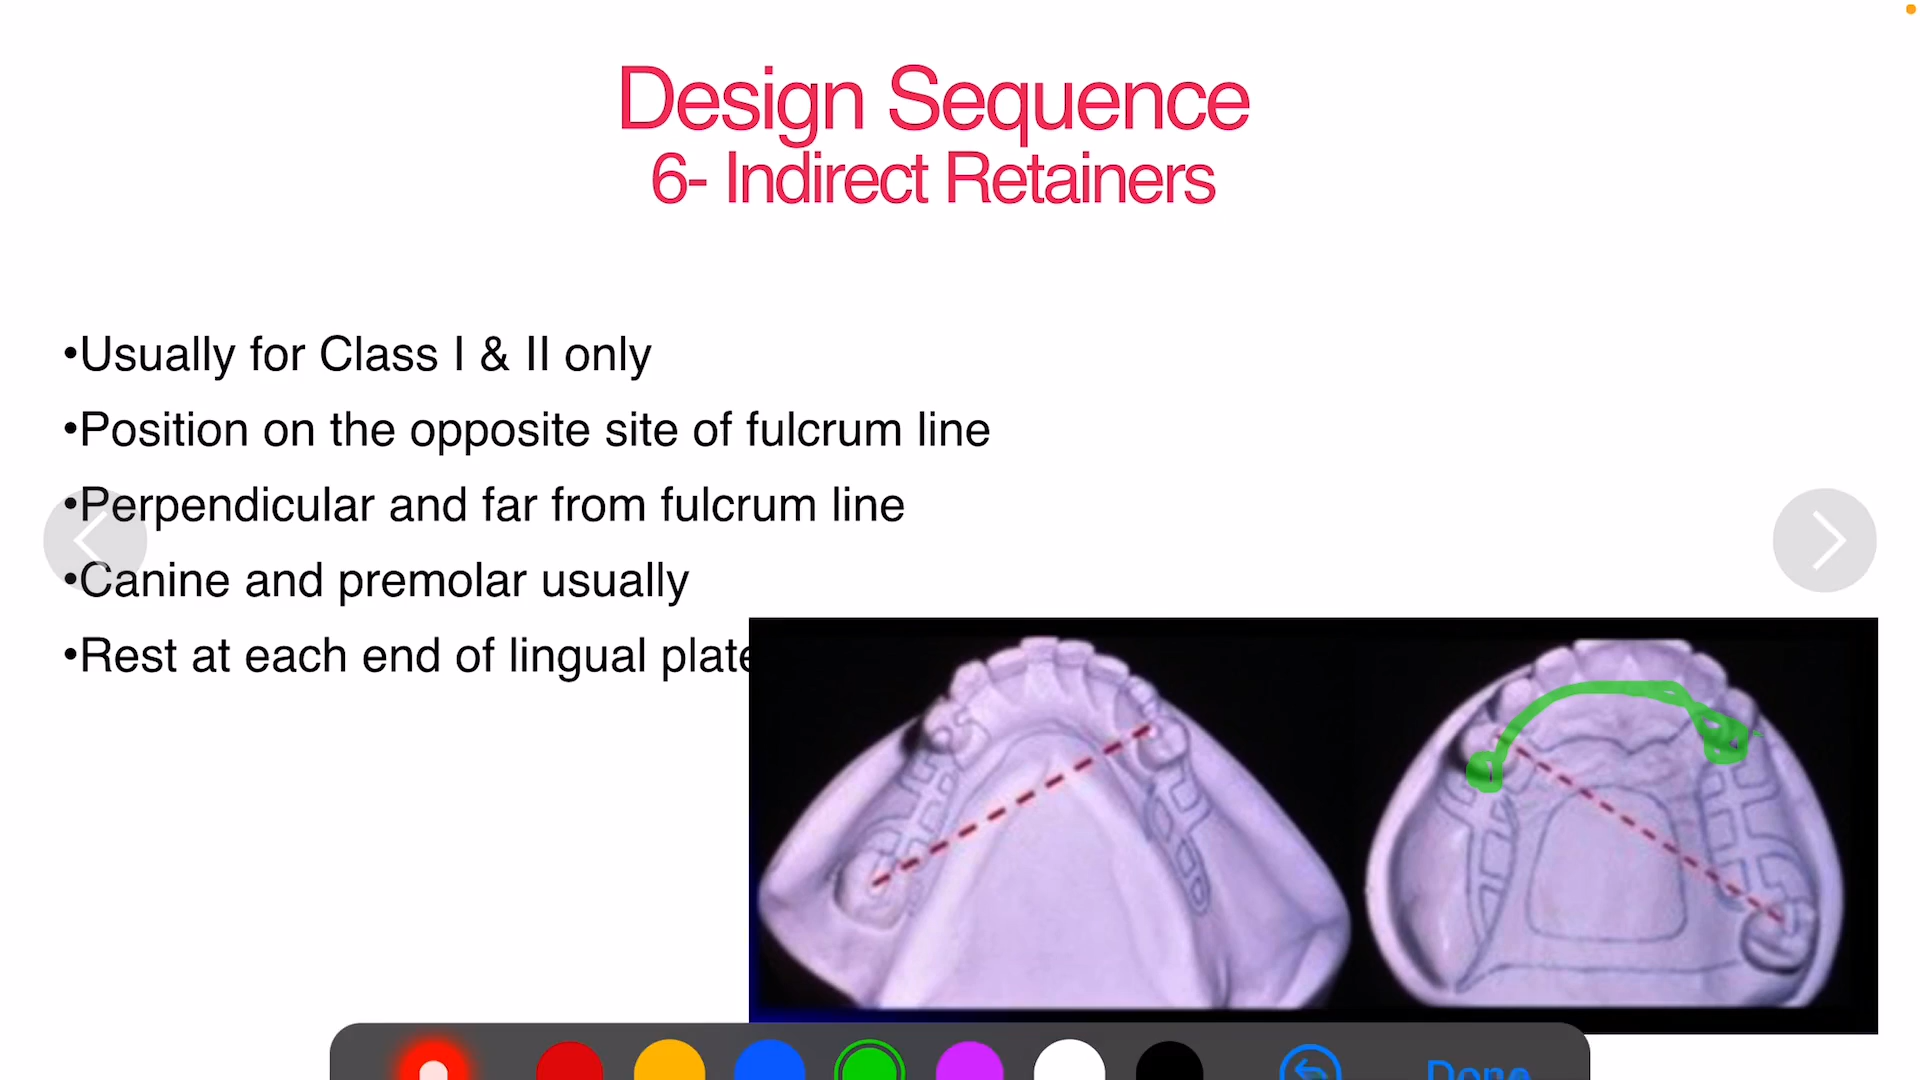 Design Sequence
6- Indirect Retainers
•Usually for Class I & II only
•Position on the opposite site of fulcrum line
•Perpendicular and far from fulcrum line
•Canine and premolar usually
•Rest at each end of lingual plate
Done